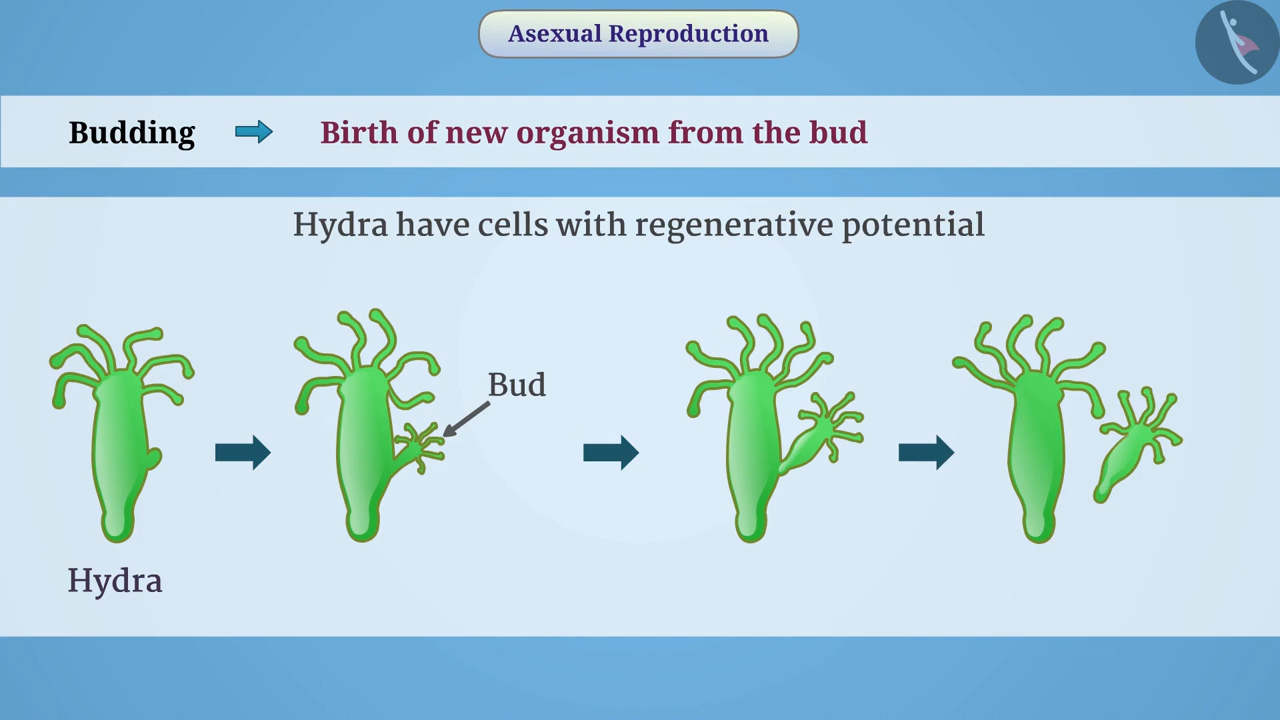 Asexual Reproduction
Budding Birth of new organism from the bud
Hydra have cells with regenerative potential
Bud
Hydra